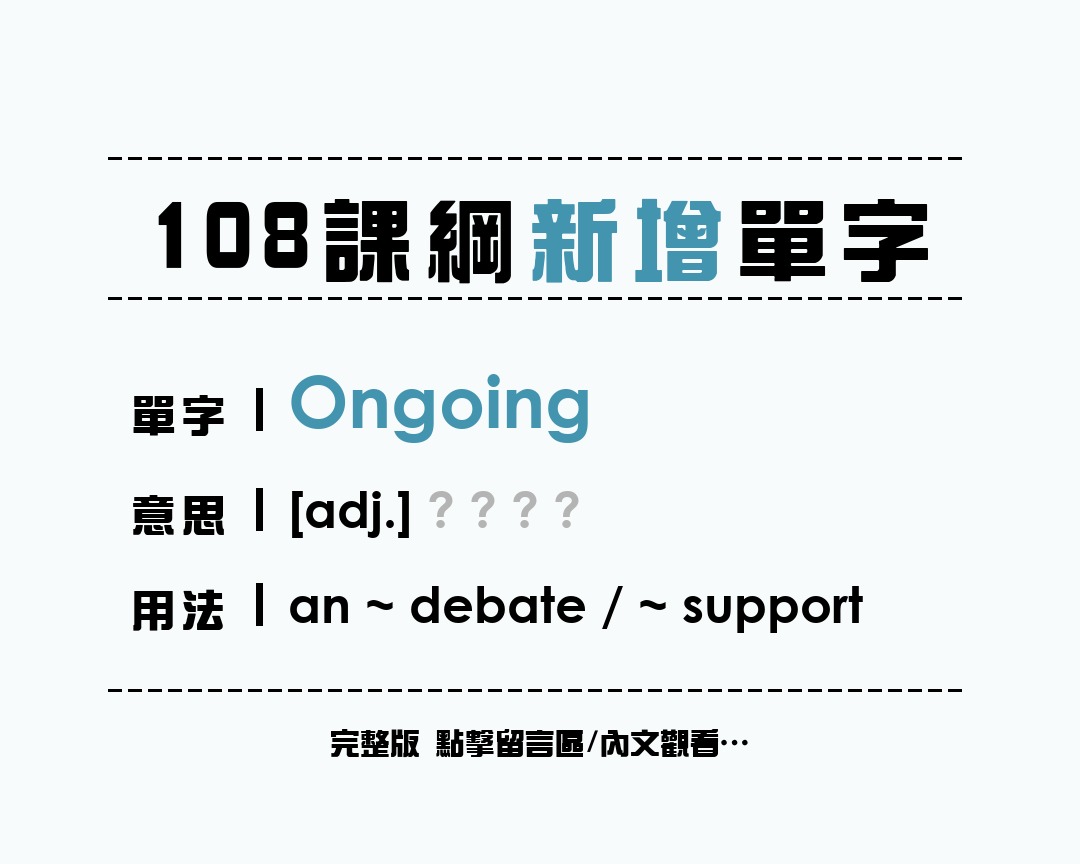 108課綱新增單字
單字 | Ongoing
意思 | [adj.] ????
用法 | an ~ debate / ~ support
完整版 點擊留言區/內文觀看…